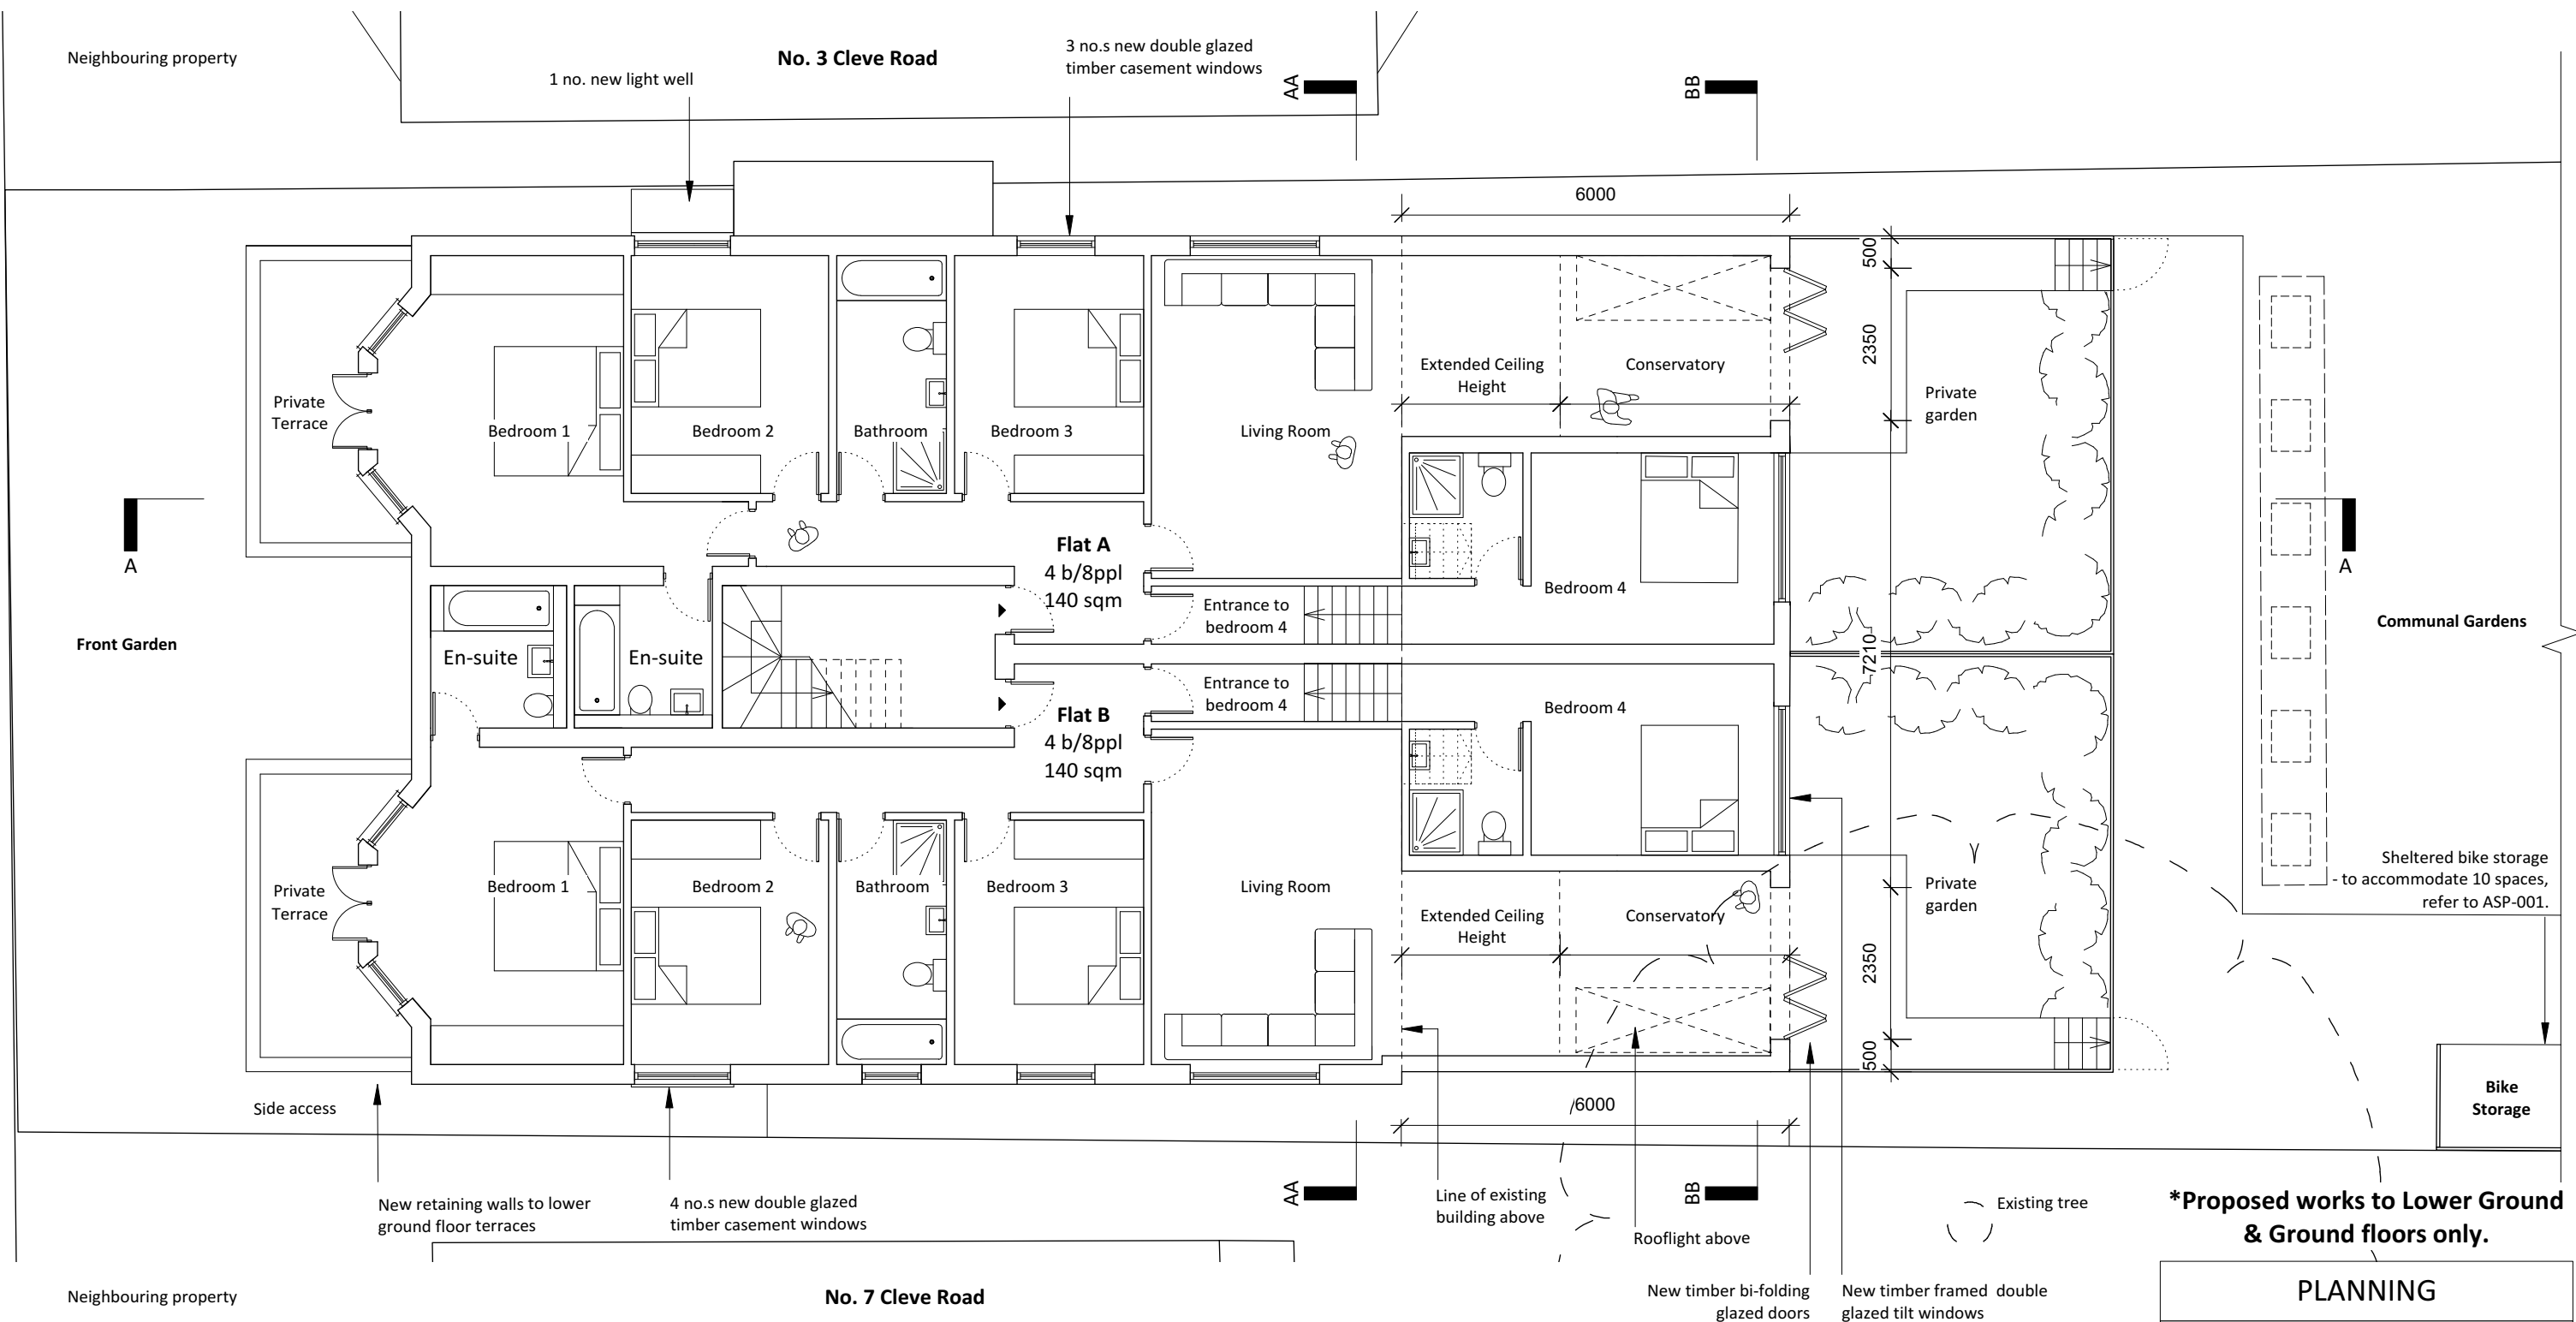 Neighbouring property
No. 3 Cleve Road
1 no. new light well
3 no.s new double glazed
timber casement windows
AA
BB
6000
500
2350
Private
Terrace
Bedroom 1
Bedroom 2
Bathroom
Bedroom 3
Living Room
Extended Ceiling
Height
Conservatory
Private
garden
A
Flat A
4 b/8ppl
140 sqm
Entrance to
bedroom 4
Bedroom 4
A
Front Garden
En-suite
En-suite
7210
Communal Gardens
Flat B
4 b/8ppl
140 sqm
Entrance to
bedroom 4
Bedroom 4
Private
Terrace
Bedroom 1
Bedroom 2
Bathroom
Bedroom 3
Living Room
Extended Ceiling
Height
Conservatory
Private
garden
Sheltered bike storage
- to accommodate 10 spaces,
refer to ASP-001.
2350
500
6000
Side access
Bike
Storage
New retaining walls to lower
ground floor terraces
4 no.s new double glazed
timber casement windows
AA
Line of existing
building above
BB
Rooflight above
Existing tree
*Proposed works to Lower Ground
& Ground floors only.
Neighbouring property
No. 7 Cleve Road
New timber bi-folding
glazed doors
New timber framed double
glazed tilt windows
PLANNING